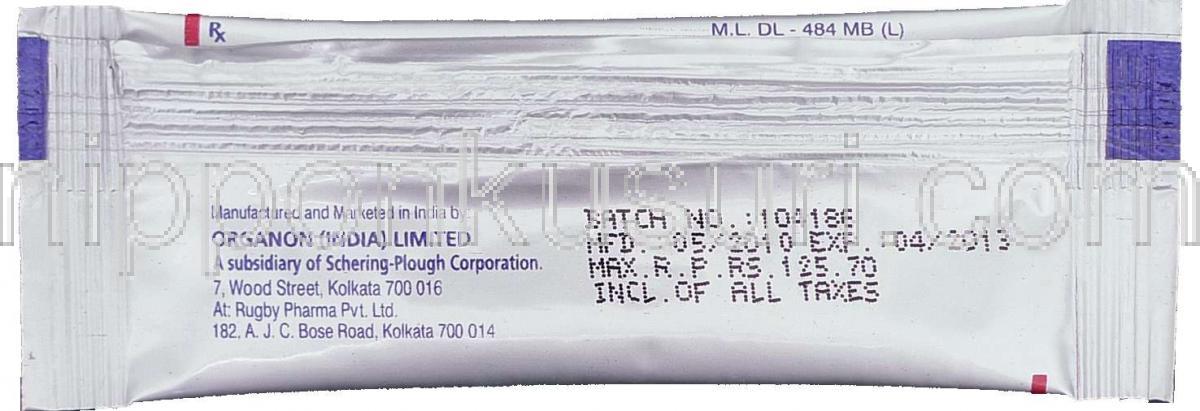 Rx
M.L. DL - 484 MB (L)
nipponkusuri.com
Manufactured and Marketed in India by:
ORGANON (INDIA) LIMITED.
A subsidiary of Schering-Plough Corporation.
7, Wood Street, Kolkata 700 016
At: Rugby Pharma Pvt. Ltd.
182, A. J. C. Bose Road, Kolkata 700 014
BATCH NO.:
MFD. 05/2010 EXP. 04/2013
MAX.R.P.RS.125.70
INCL.OF ALL TAXES